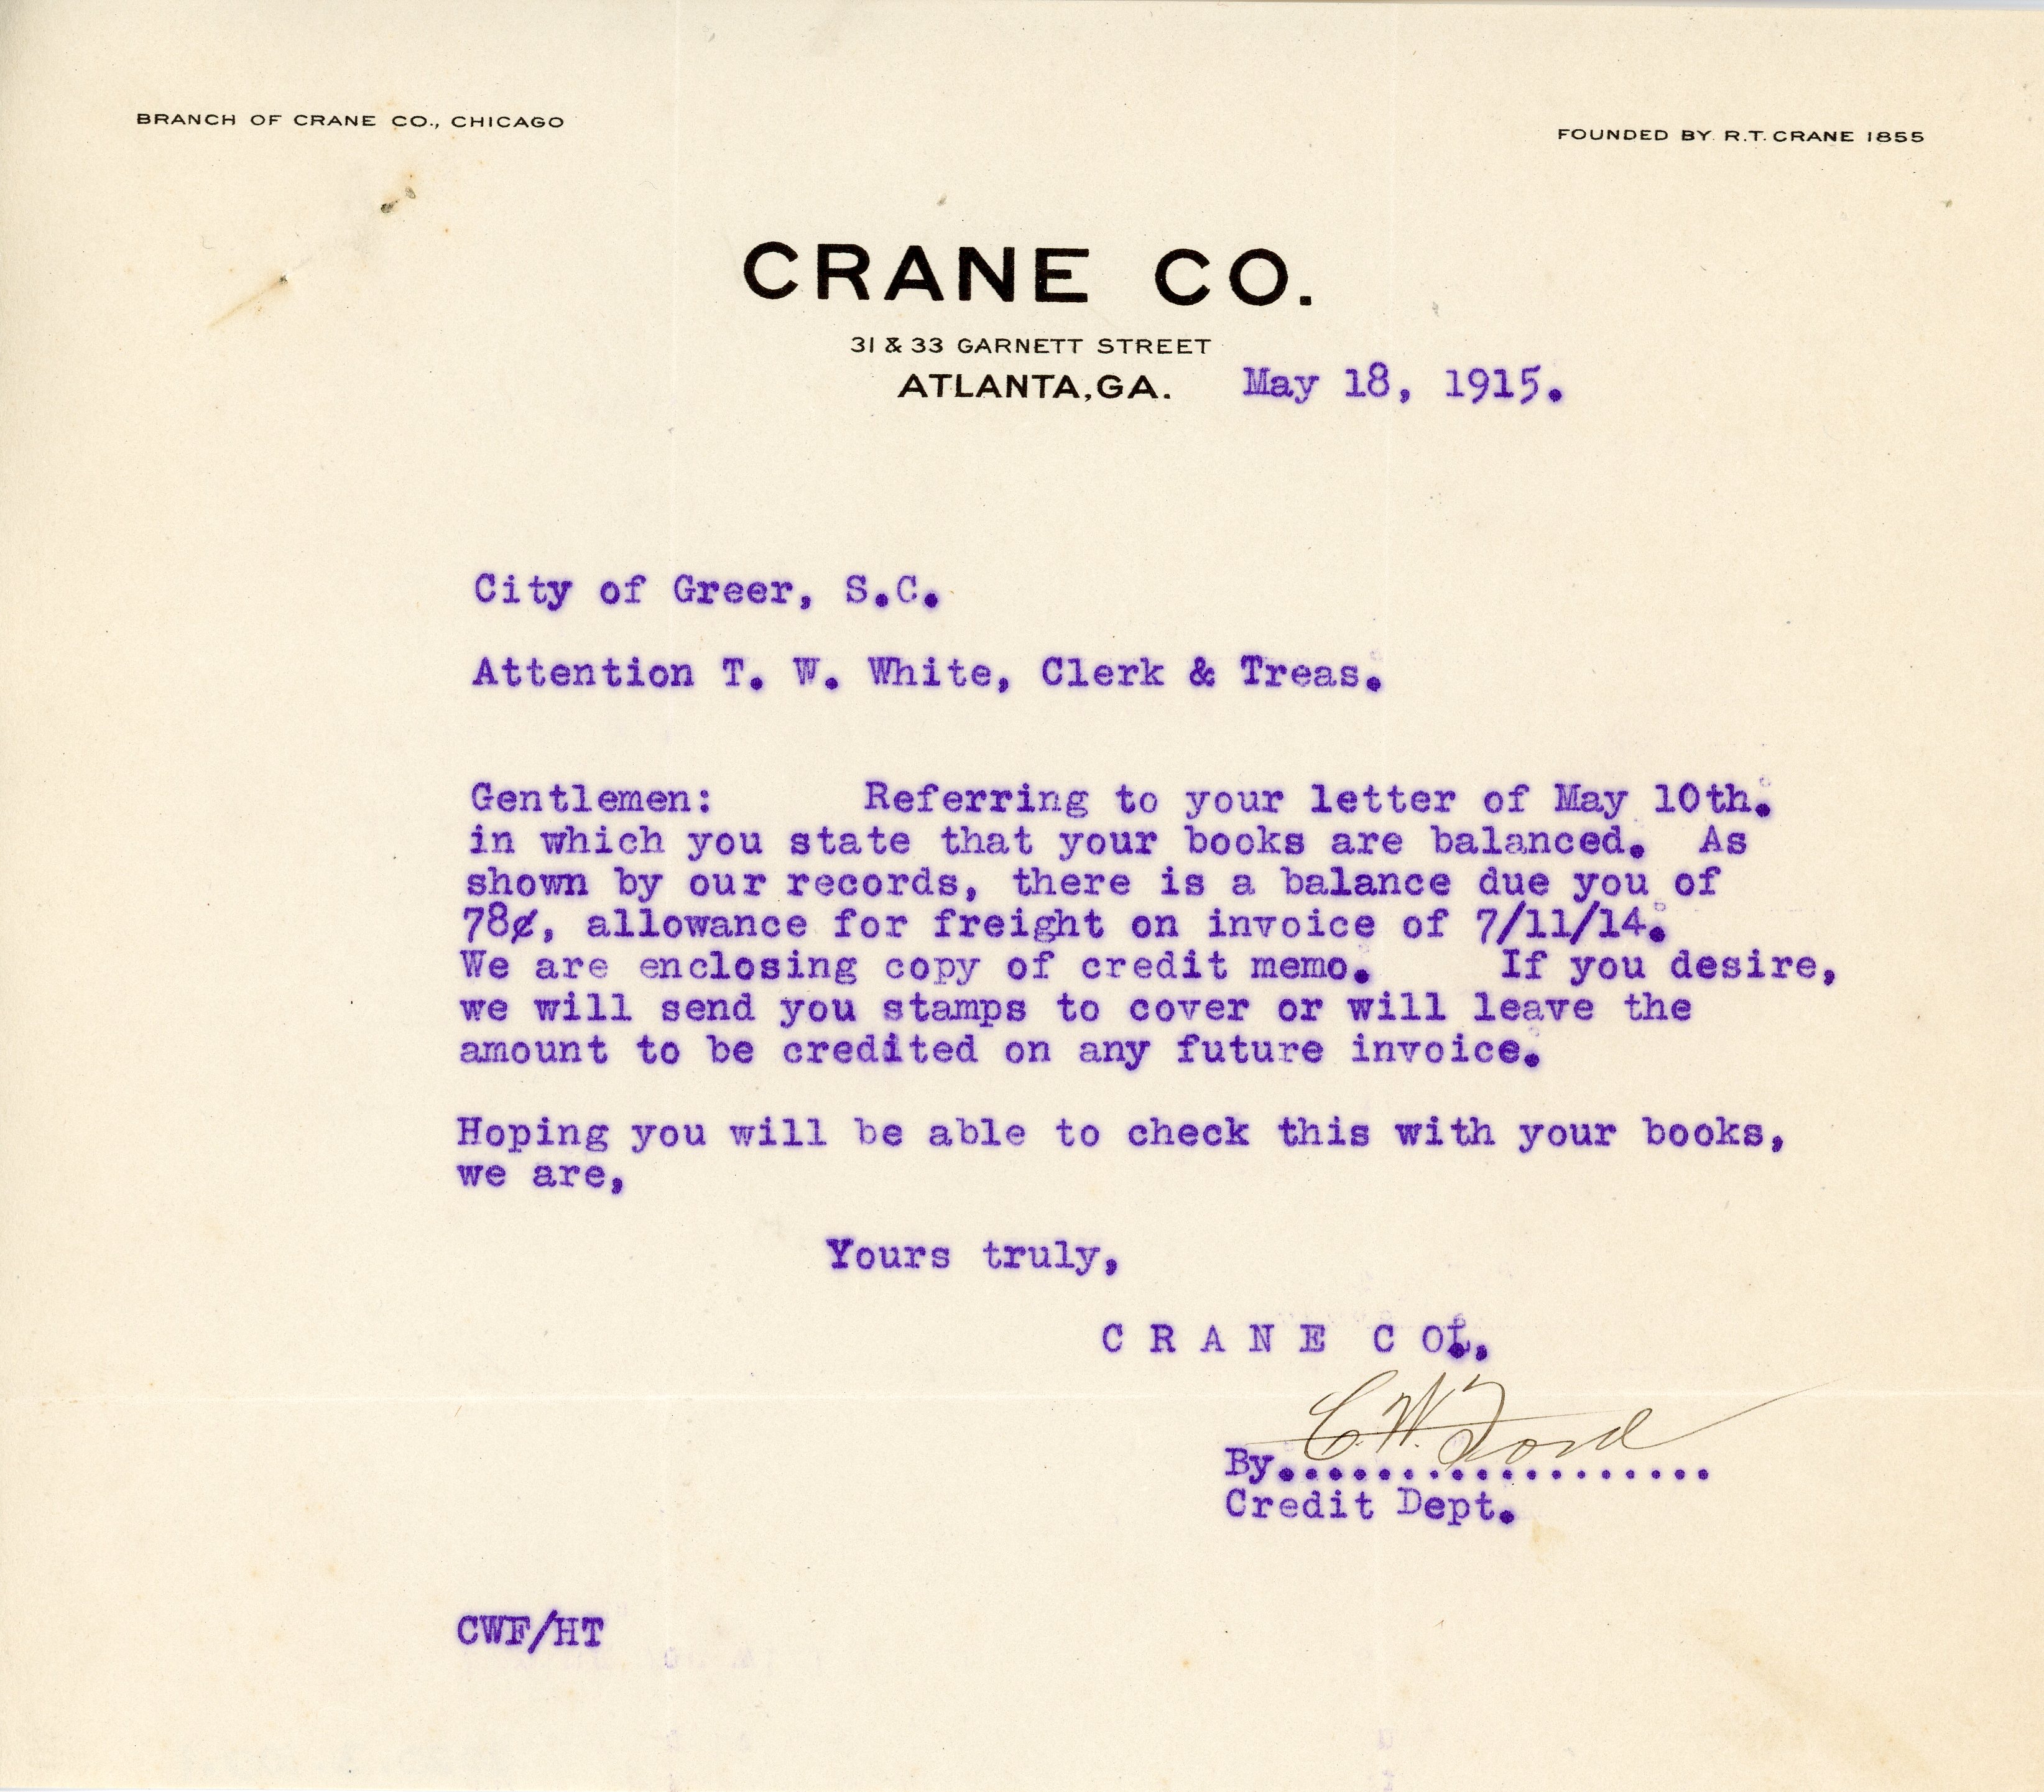 BRANCH OF CRANE CO., CHICAGO
FOUNDED BY R.T. CRANE 1855
CRANE CO.
31 & 33 GARNETT STREET
ATLANTA, GA. May 18, 1915.
City of Greer, S.C.
Attention T. W. White, Clerk & Treas.
Gentlemen: Referring to your letter of May 10th.
in which you state that your books are balanced. As
shown by our records, there is a balance due you of
78¢, allowance for freight on invoice of 7/11/14.
We are enclosing copy of credit memo. If you desire,
we will send you stamps to cover or will leave the
amount to be credited on any future invoice.
Hoping you will be able to check this with your books,
we are,
Yours truly,
C R A N E C O.,
C. W. Ford
By..................
Credit Dept.
CWF/HT